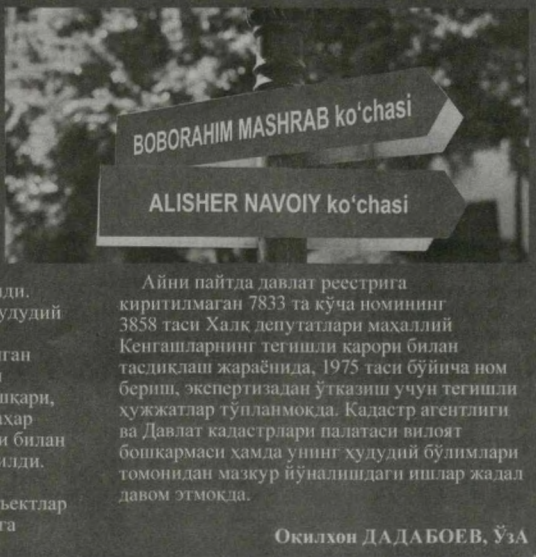 BOBORAHIM MASHRAB ko‘chasi
ALISHER NAVOIY ko‘chasi
Айни пайтда давлат реестрига
киритилмаган 7833 та кўча номининг
3858 таси Халқ депутатлари маҳаллий
Кенгашларнинг тегишли қарори билан
тасдиқлаш жараёнида, 1975 таси бўйича ном
бериш, экспертизадан ўтказиш учун тегишли
ҳужжатлар тўпланмоқда. Кадастр агентлиги
ва Давлат кадастрлари палатаси вилоят
бошқармаси ҳамда унинг ҳудудий бўлимлари
томонидан мазкур йўналишдаги ишлар жадал
давом этмоқда.
Оқилхон ДАДАБОЕВ, ЎзА